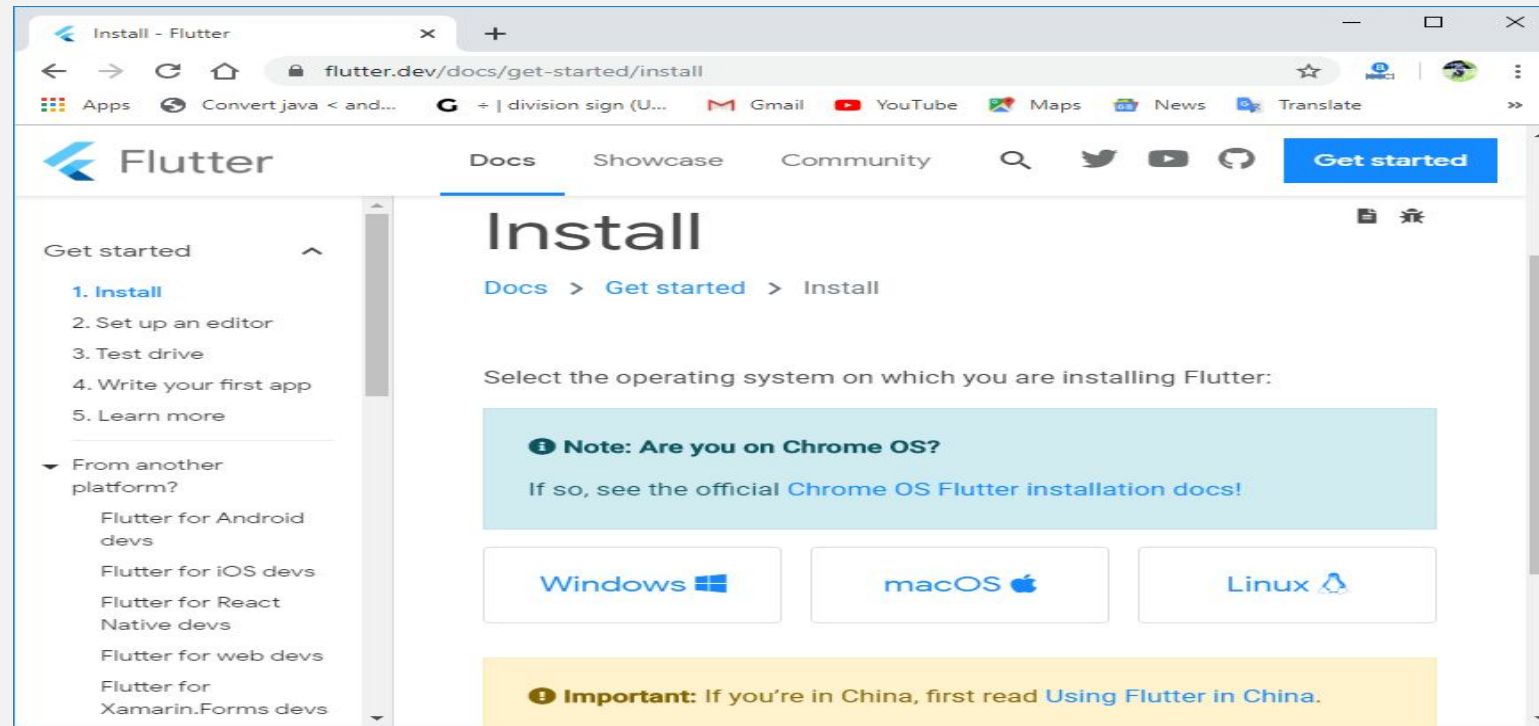 Install - Flutter
flutter.dev/docs/get-started/install
Apps Convert java < and... ÷ | division sign (U... Gmail YouTube Maps News Translate »
Flutter Docs Showcase Community Get started
Get started
1. Install
2. Set up an editor
3. Test drive
4. Write your first app
5. Learn more
From another
platform?
Flutter for Android
devs
Flutter for iOS devs
Flutter for React
Native devs
Flutter for web devs
Flutter for
Xamarin.Forms devs
Install
Docs > Get started > Install
Select the operating system on which you are installing Flutter:
Note: Are you on Chrome OS?
If so, see the official Chrome OS Flutter installation docs!
Windows macOS Linux
Important: If you're in China, first read Using Flutter in China.